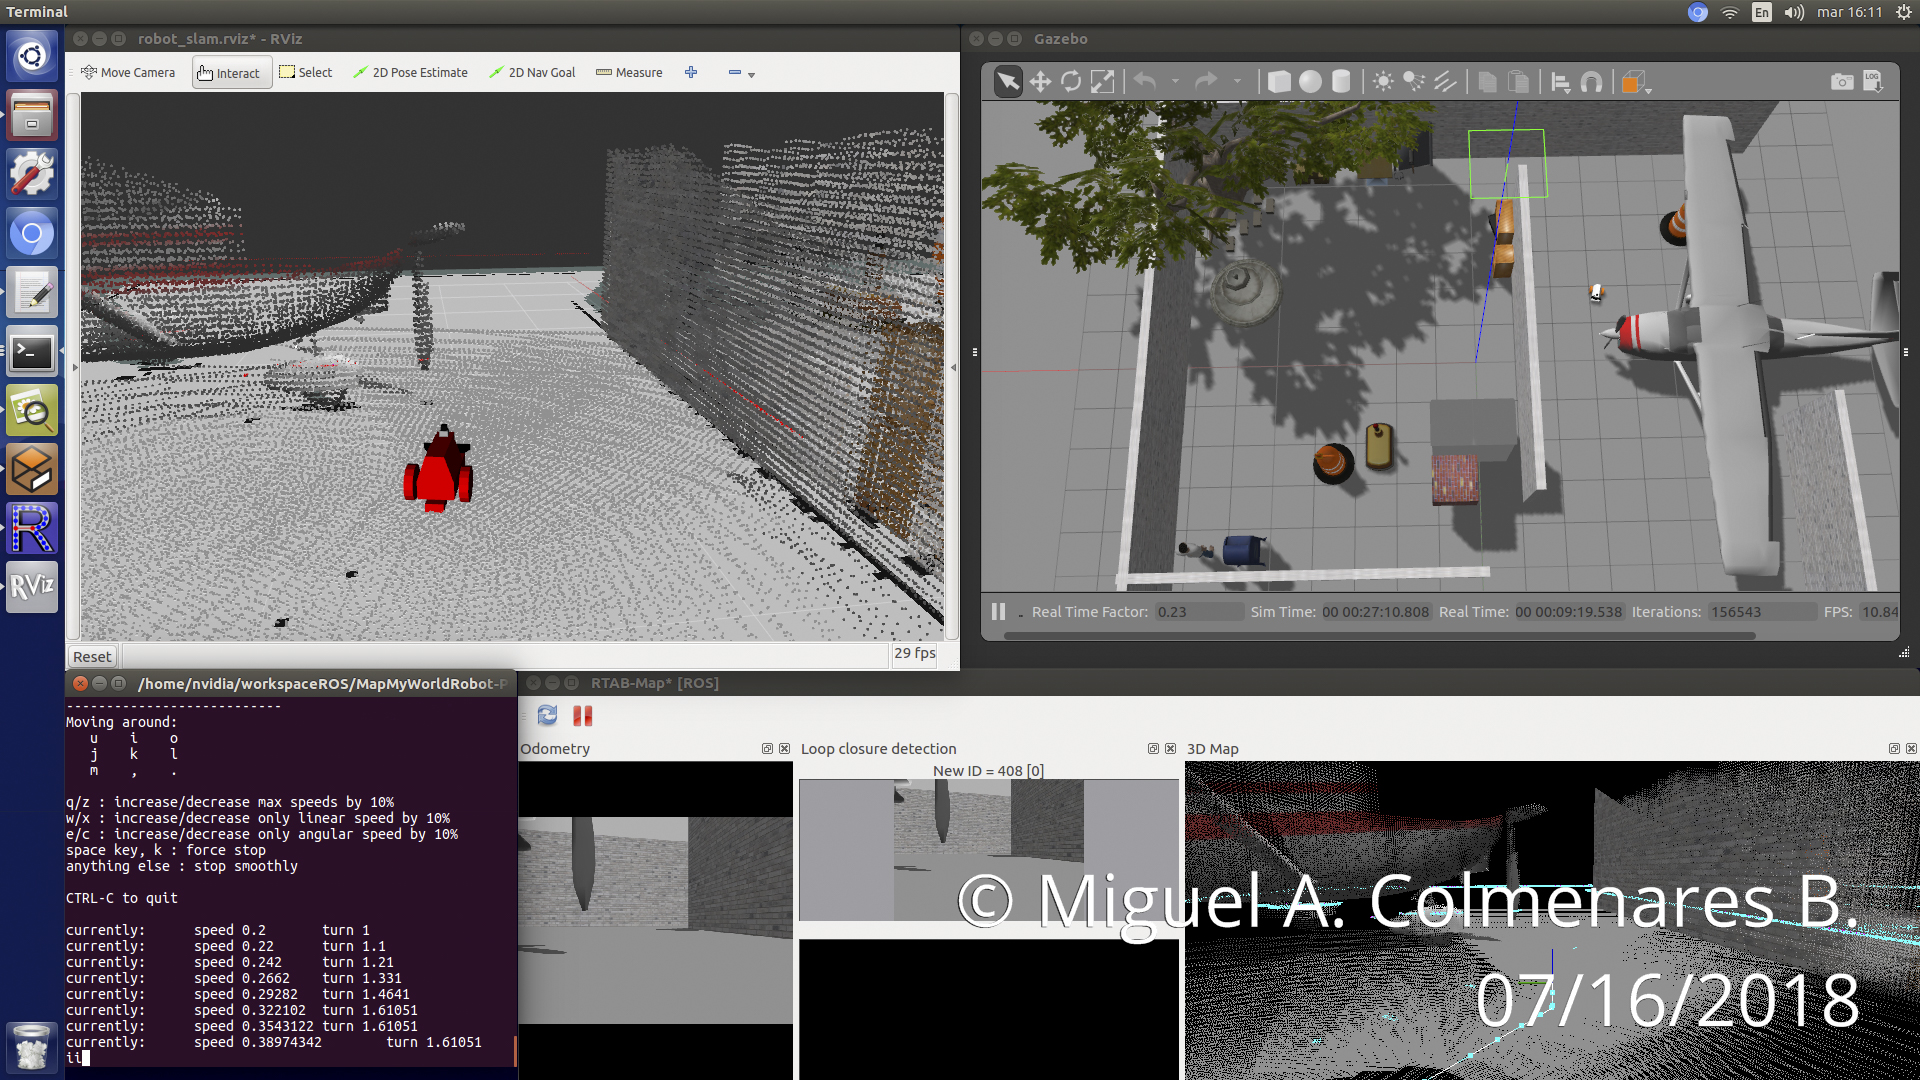 Terminal
En
mar 16:11
robot_slam.rviz* - RViz
Move Camera
Interact
Select
2D Pose Estimate
2D Nav Goal
Measure
Gazebo
LOG
Real Time Factor: 0.23 Sim Time: 00 00:27:10.808 Real Time: 00 00:09:19.538 Iterations: 156543 FPS: 10.84
Reset
29 fps
R
RViz
/home/nvidia/workspaceROS/MapMyWorldRobot-P
---------------------------
Moving around:
u i o
j k l
m , .
q/z : increase/decrease max speeds by 10%
w/x : increase/decrease only linear speed by 10%
e/c : increase/decrease only angular speed by 10%
space key, k : force stop
anything else : stop smoothly
CTRL-C to quit
currently: speed 0.2 turn 1
currently: speed 0.22 turn 1.1
currently: speed 0.242 turn 1.21
currently: speed 0.2662 turn 1.331
currently: speed 0.29282 turn 1.4641
currently: speed 0.322102 turn 1.61051
currently: speed 0.3543122 turn 1.61051
currently: speed 0.38974342 turn 1.61051
ii
RTAB-Map* [ROS]
Odometry
Loop closure detection
New ID = 408 [0]
3D Map
© Miguel A. Colmenares B.
07/16/2018